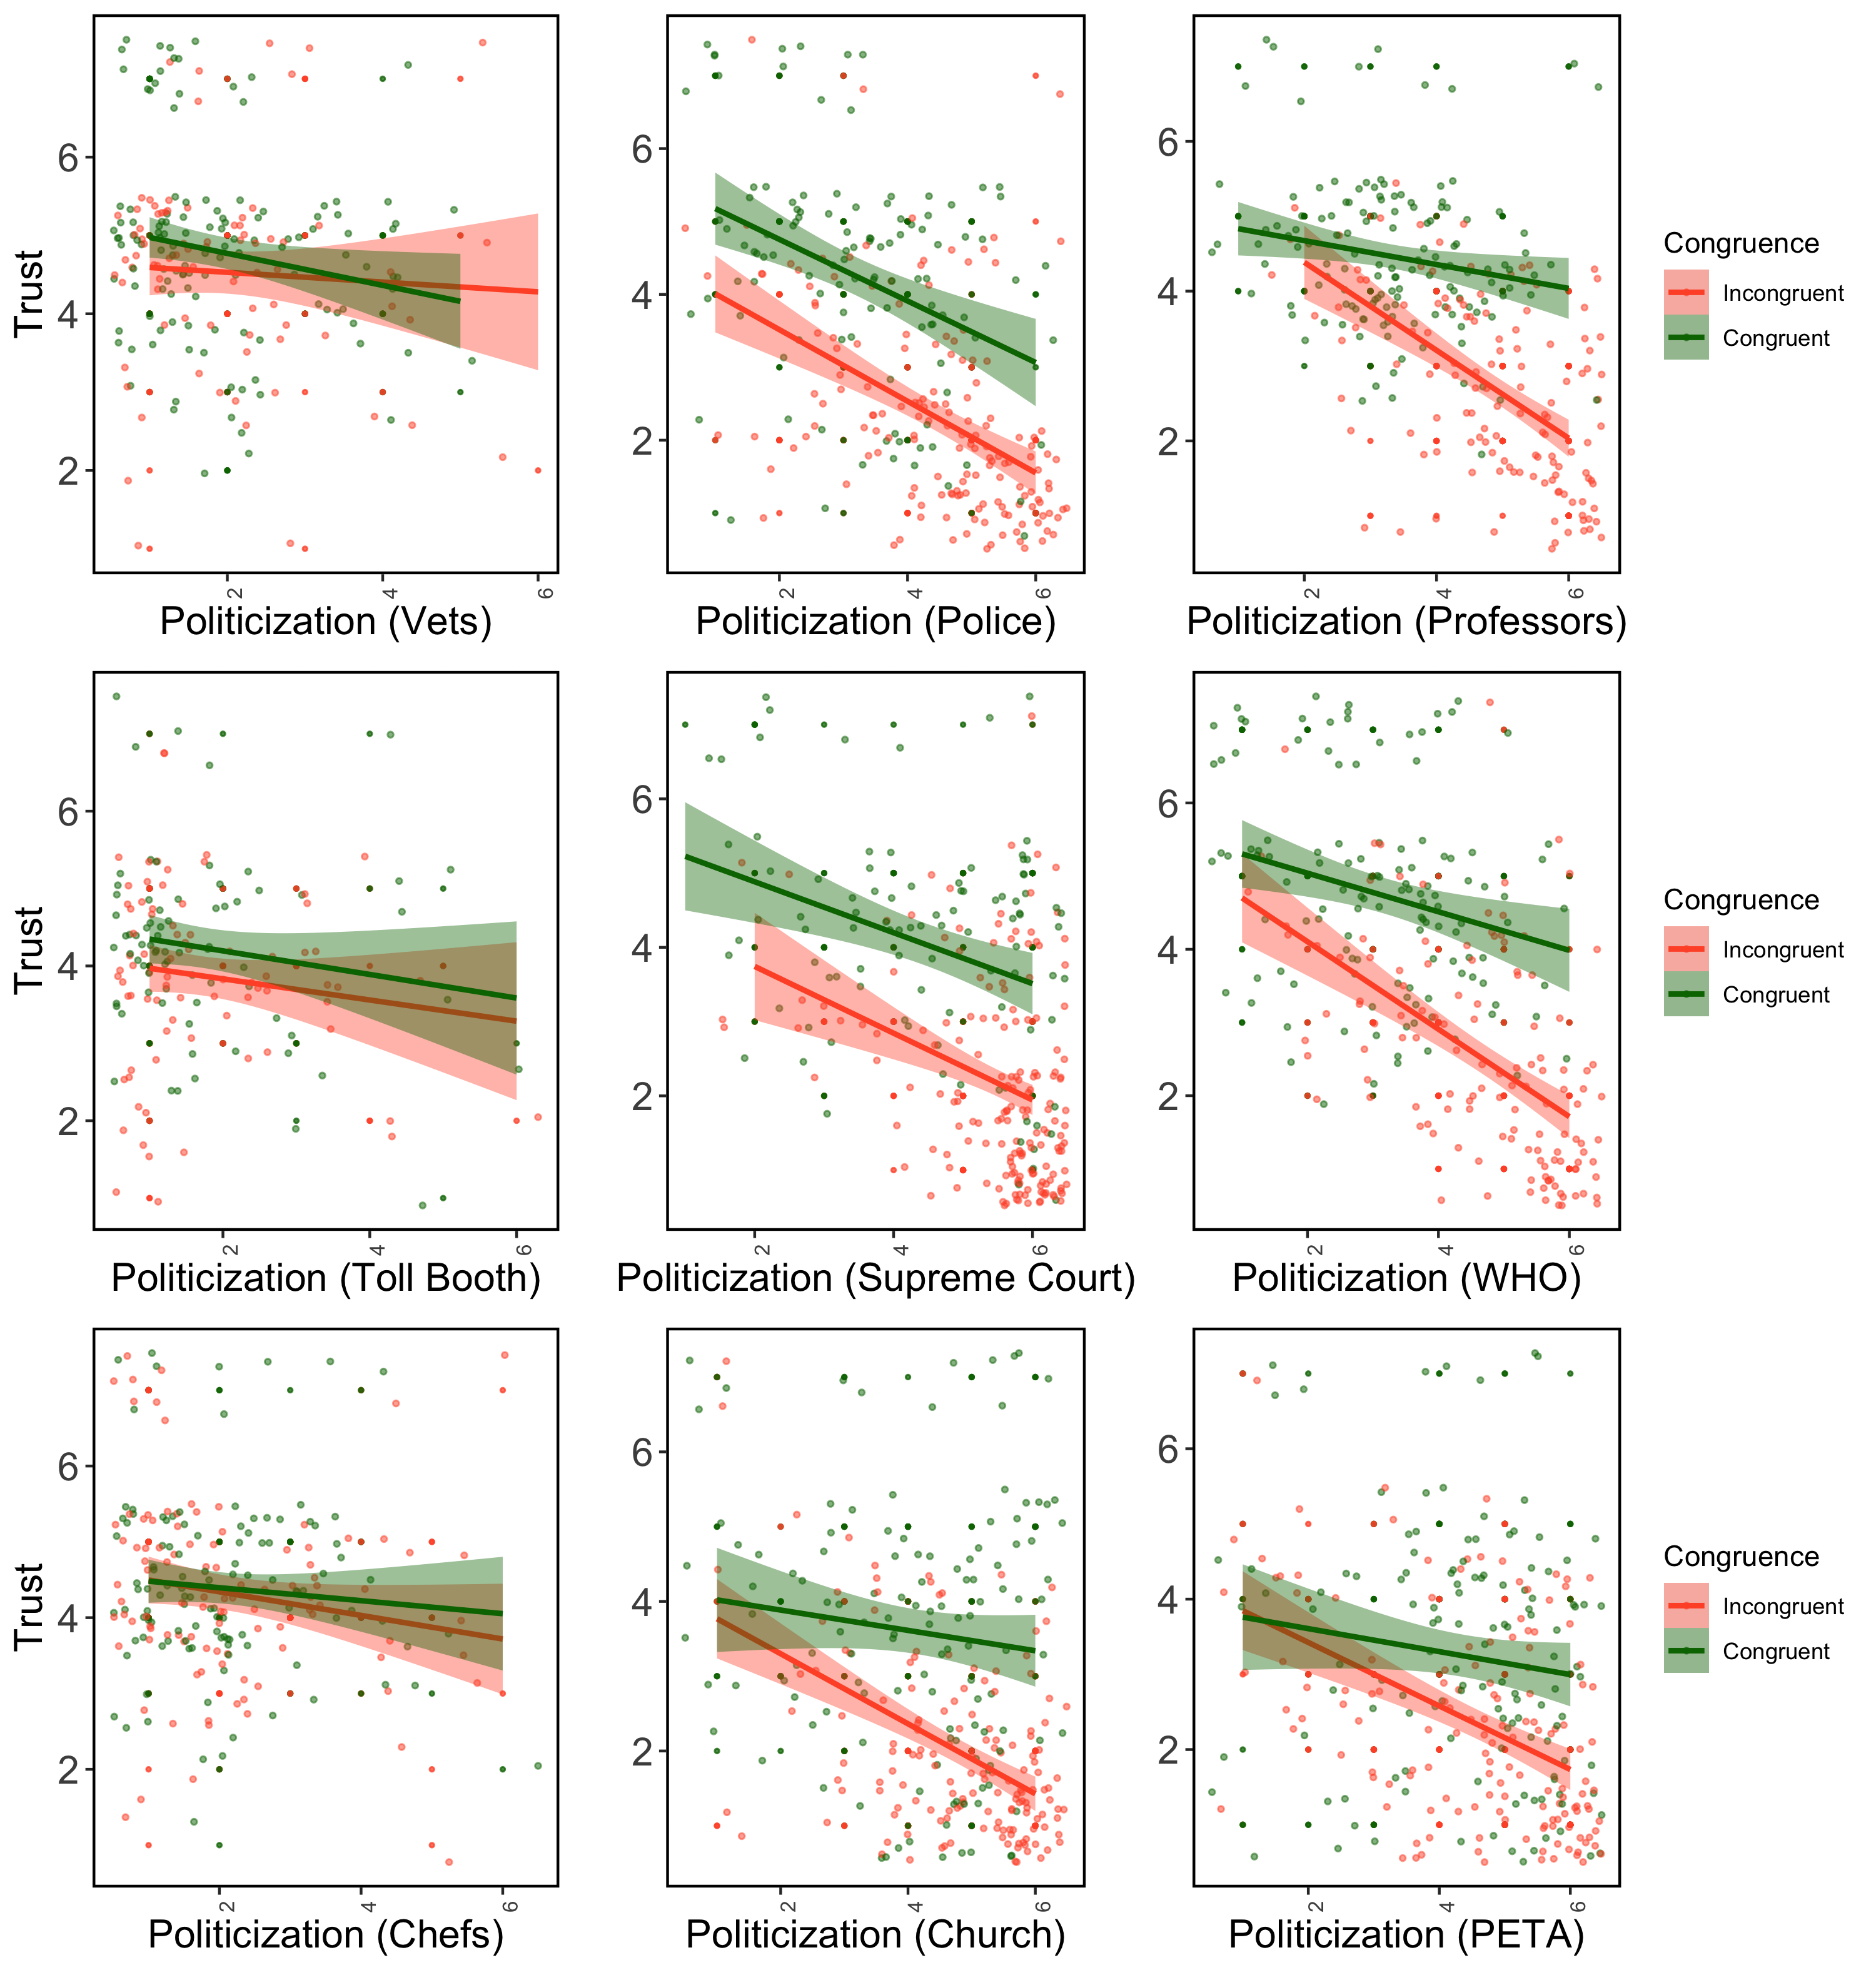 Trust
6
4
2
2
4
6
Politicization (Vets)
6
4
2
2
4
6
Politicization (Police)
6
4
2
2
4
6
Politicization (Professors)
Congruence
Incongruent
Congruent
Trust
6
4
2
2
4
6
Politicization (Toll Booth)
6
4
2
2
4
6
Politicization (Supreme Court)
6
4
2
2
4
6
Politicization (WHO)
Congruence
Incongruent
Congruent
Trust
6
4
2
2
4
6
Politicization (Chefs)
6
4
2
2
4
6
Politicization (Church)
6
4
2
2
4
6
Politicization (PETA)
Congruence
Incongruent
Congruent